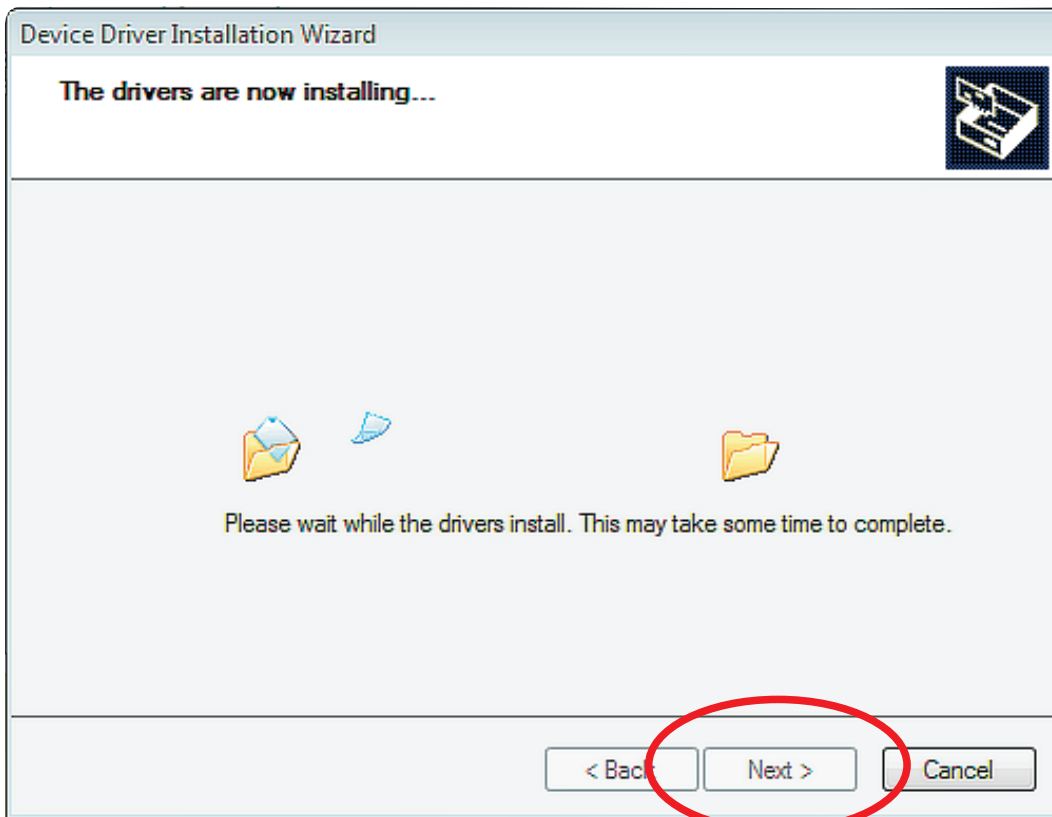 Device Driver Installation Wizard
The drivers are now installing...
Please wait while the drivers install. This may take some time to complete.
< Back Next > Cancel